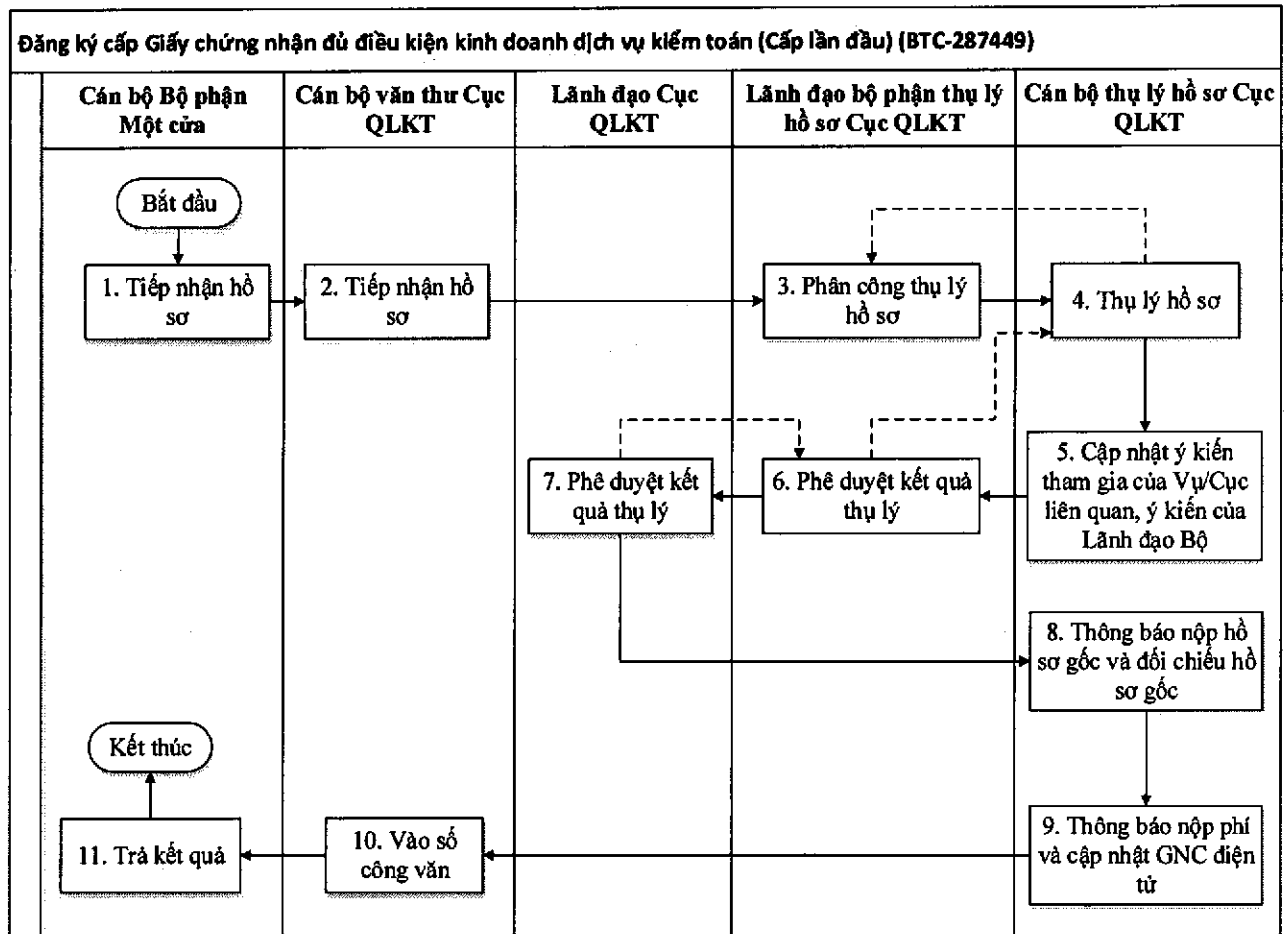 Đăng ký cấp Giấy chứng nhận đủ điều kiện kinh doanh dịch vụ kiểm toán (Cấp lần đầu) (BTC-287449)
Cán bộ Bộ phận
Một cửa
Cán bộ văn thư Cục
QLKT
Lãnh đạo Cục
QLKT
Lãnh đạo bộ phận thụ lý
hồ sơ Cục QLKT
Cán bộ thụ lý hồ sơ Cục
QLKT
Bắt đầu
1. Tiếp nhận hồ
sơ
2. Tiếp nhận hồ
sơ
3. Phân công thụ lý
hồ sơ
4. Thụ lý hồ sơ
7. Phê duyệt kết
quả thụ lý
6. Phê duyệt kết quả
thụ lý
5. Cập nhật ý kiến
tham gia của Vụ/Cục
liên quan, ý kiến của
Lãnh đạo Bộ
8. Thông báo nộp hồ
sơ gốc và đối chiếu hồ
sơ gốc
Kết thúc
11. Trả kết quả
10. Vào số
công văn
9. Thông báo nộp phí
và cập nhật GNC điện
tử